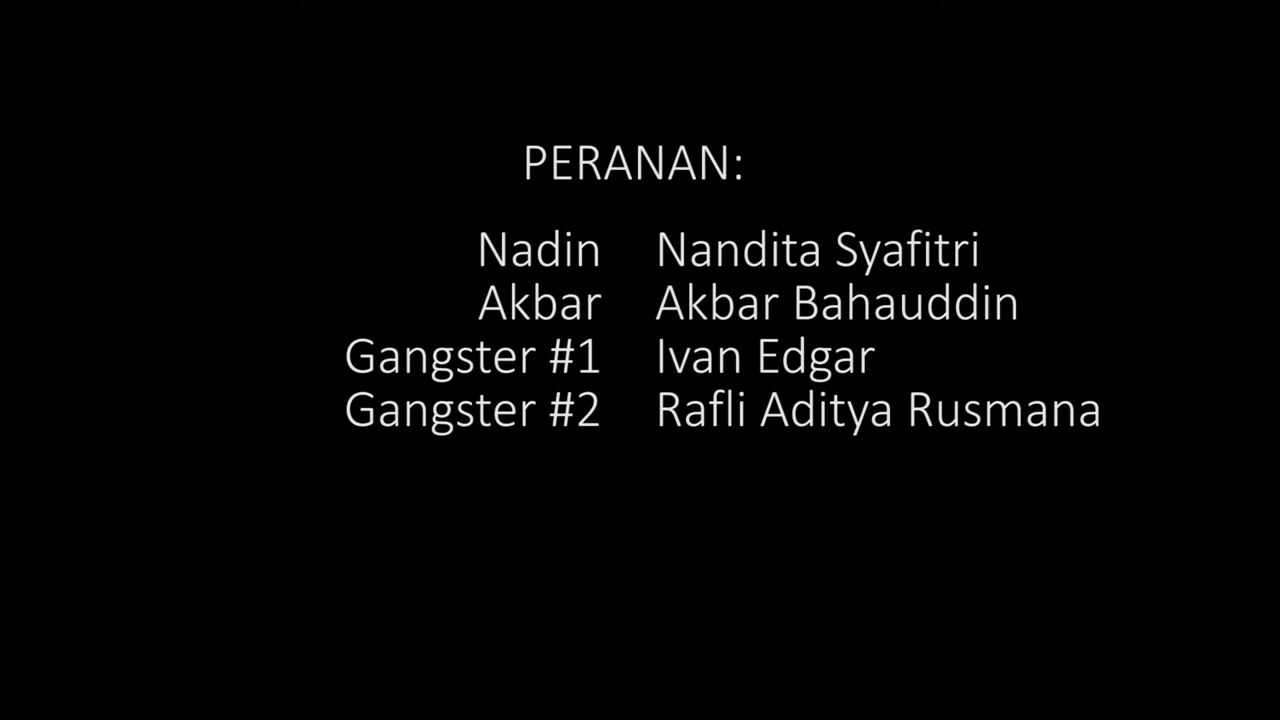 PERANAN:
Nadin Nandita Syafitri
Akbar Akbar Bahauddin
Gangster #1 Ivan Edgar
Gangster #2 Rafli Aditya Rusmana